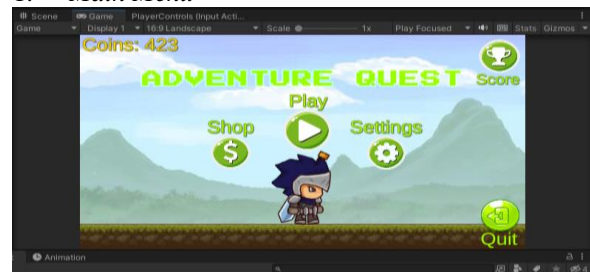 Scene Game PlayerControls (Input Acti...
Game Display 1 16:9 Landscape Scale 1x Play Focused Stats Gizmos
Coins: 423
ADVENTURE QUEST
Score
Play
Shop
Settings
$
Quit
Animation
4